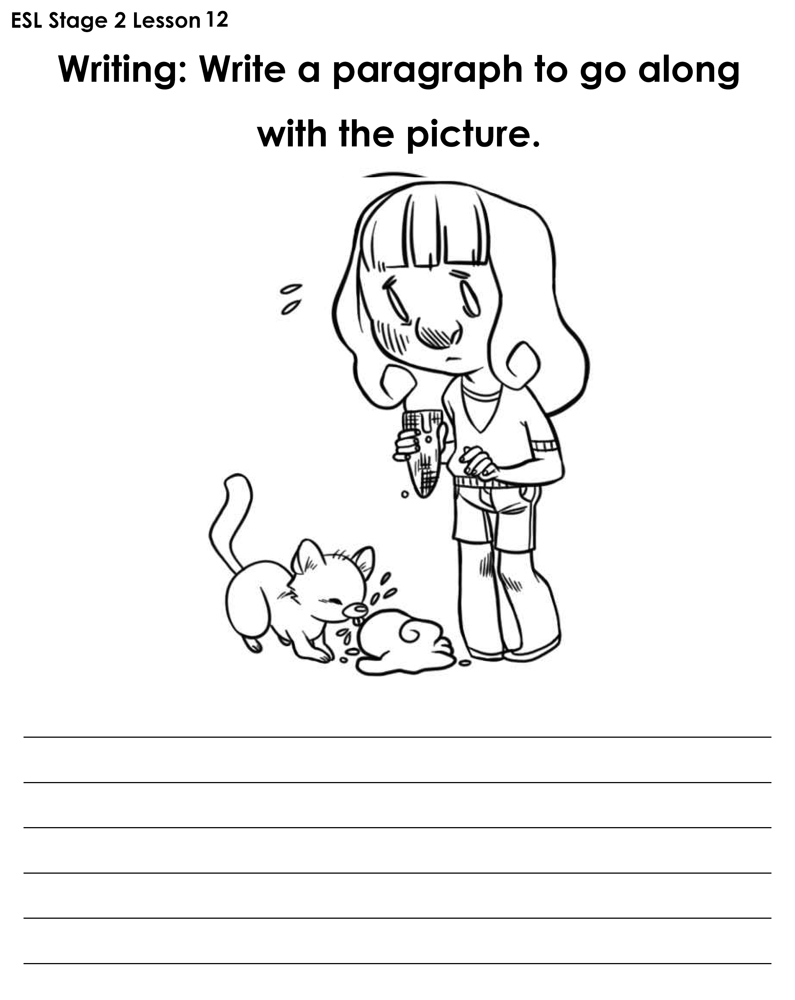 ESL Stage 2 Lesson 12
Writing: Write a paragraph to go along
with the picture.